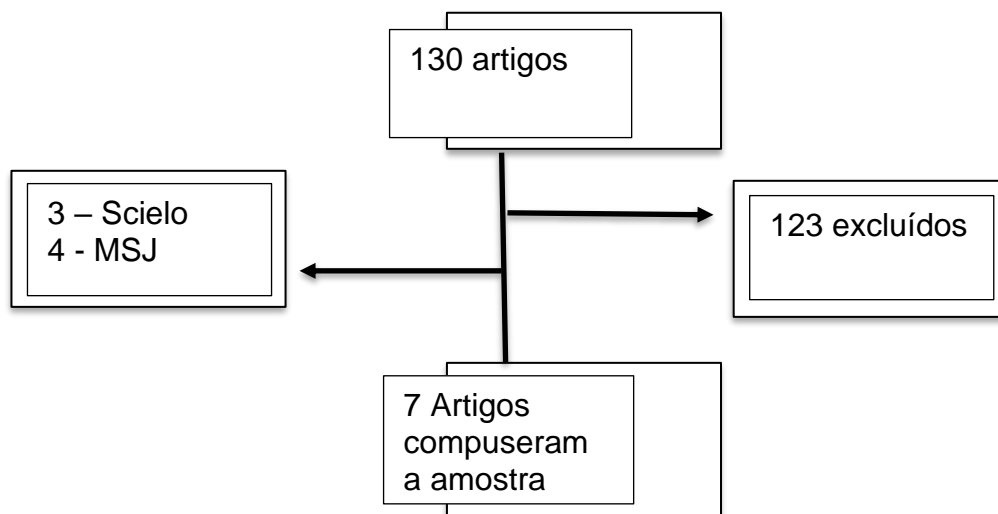 130 artigos
3 – Scielo
4 - MSJ
123 excluídos
7 Artigos
compuseram
a amostra